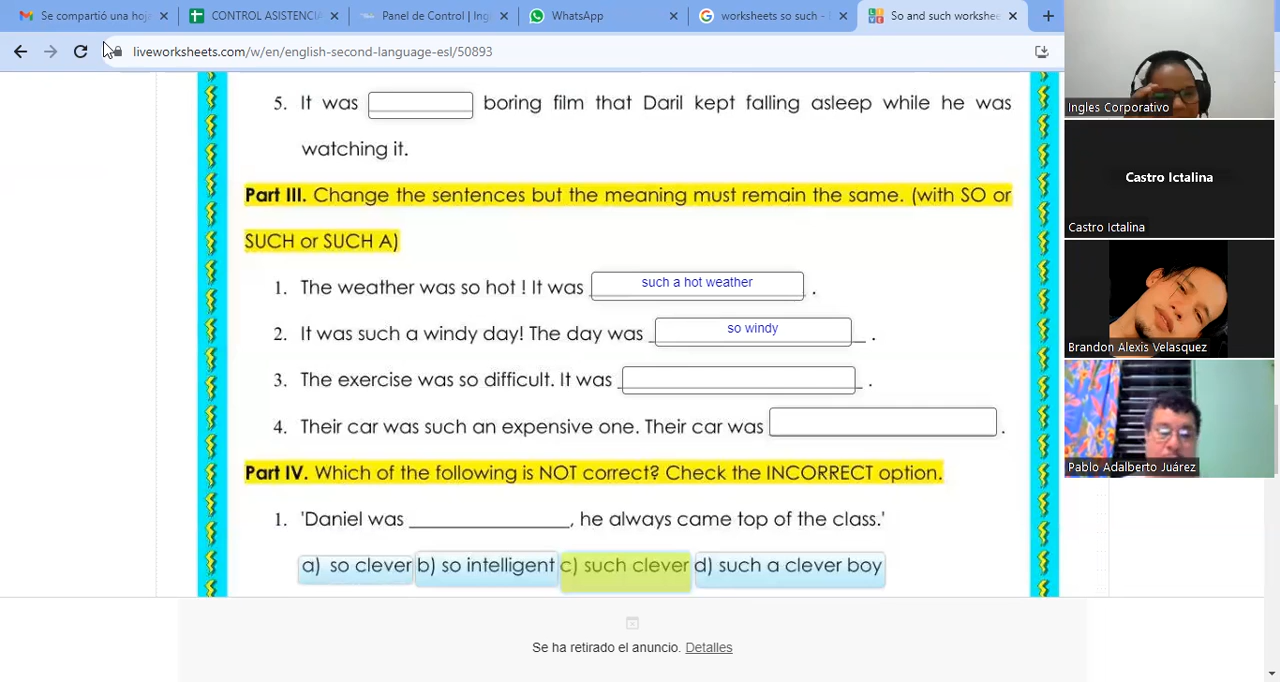 Se compartió una hoja
CONTROL ASISTENCIA
Panel de Control | Ing
WhatsApp
worksheets so such - 
So and such workshee
liveworksheets.com/w/en/english-second-language-esl/50893
5. It was boring film that Daril kept falling asleep while he was
watching it.
Part III. Change the sentences but the meaning must remain the same. (with SO or
SUCH or SUCH A)
1. The weather was so hot ! It was such a hot weather .
2. It was such a windy day! The day was so windy .
3. The exercise was so difficult. It was .
4. Their car was such an expensive one. Their car was .
Part IV. Which of the following is NOT correct? Check the INCORRECT option.
1. 'Daniel was ______________, he always came top of the class.'
a) so clever b) so intelligent c) such clever d) such a clever boy
Se ha retirado el anuncio. Detalles
Ingles Corporativo
Castro Ictalina
Castro Ictalina
Brandon Alexis Velasquez
Pablo Adalberto Juárez